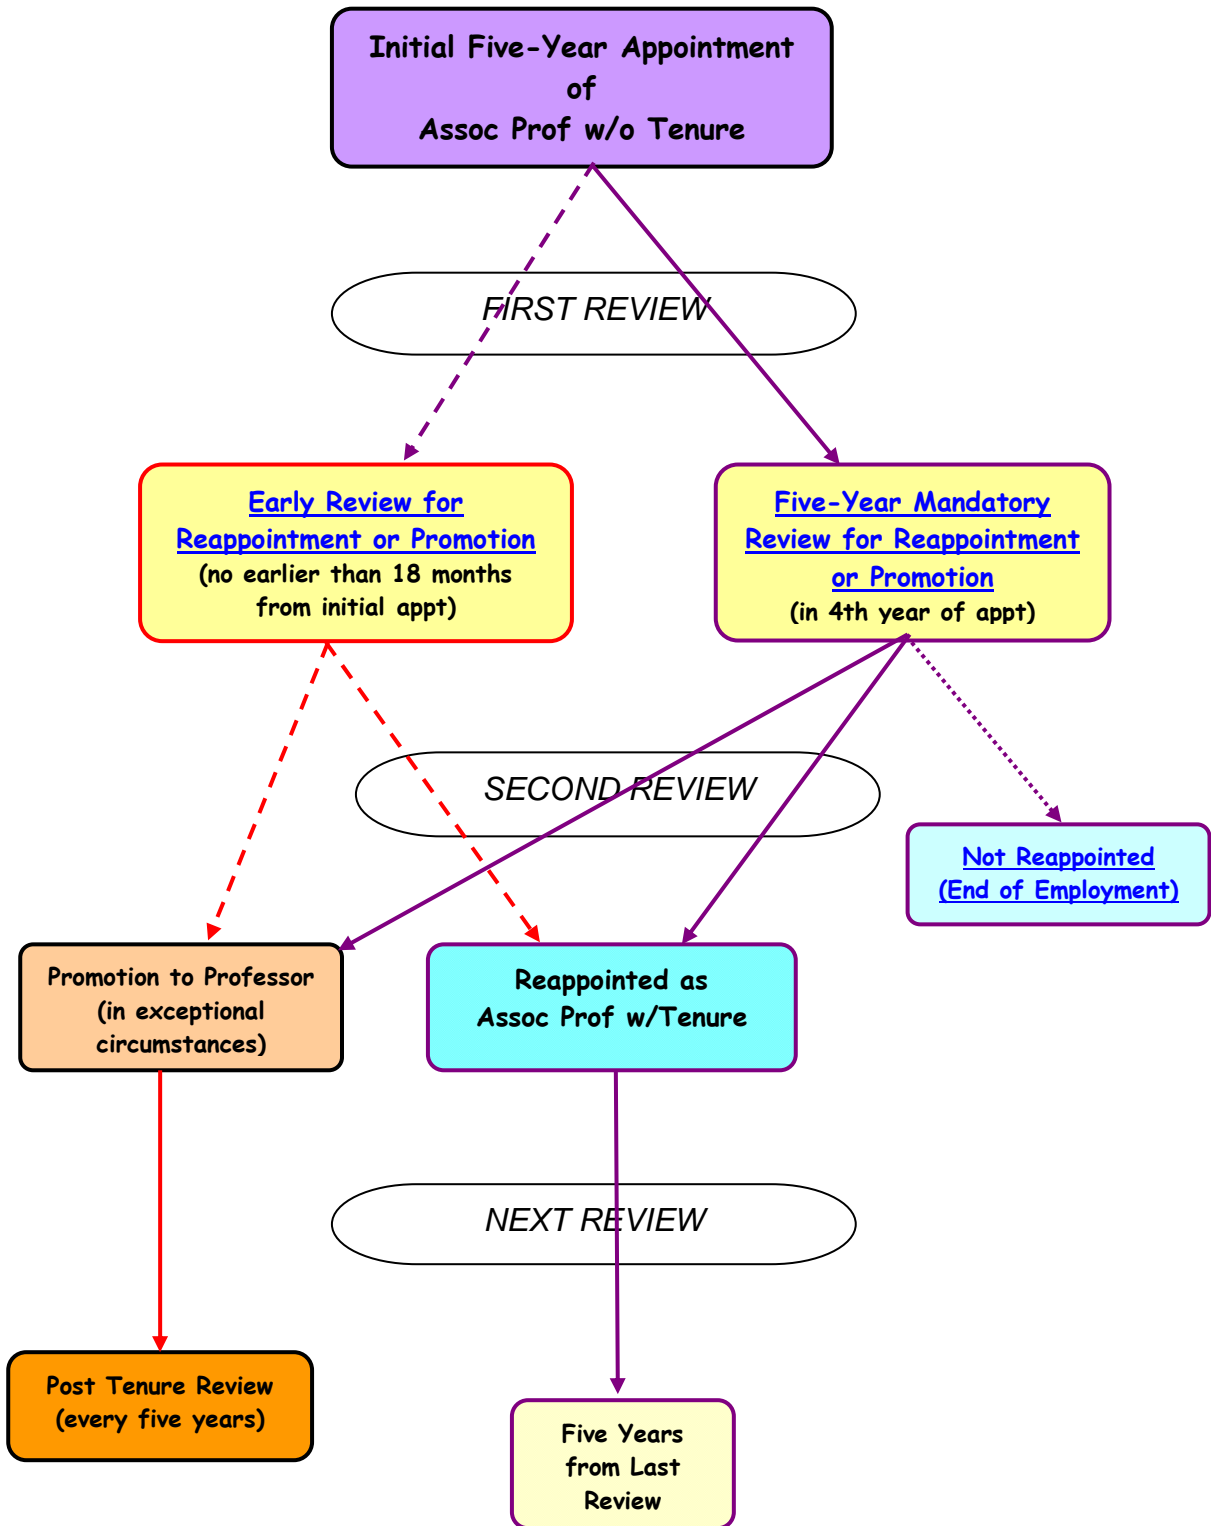 Initial Five-Year Appointment
of
Assoc Prof w/o Tenure
FIRST REVIEW
Early Review for
Reappointment or Promotion
(no earlier than 18 months
from initial appt)
Five-Year Mandatory
Review for Reappointment
or Promotion
(in 4th year of appt)
SECOND REVIEW
Not Reappointed
(End of Employment)
Promotion to Professor
(in exceptional
circumstances)
Reappointed as
Assoc Prof w/Tenure
NEXT REVIEW
Post Tenure Review
(every five years)
Five Years
from Last
Review